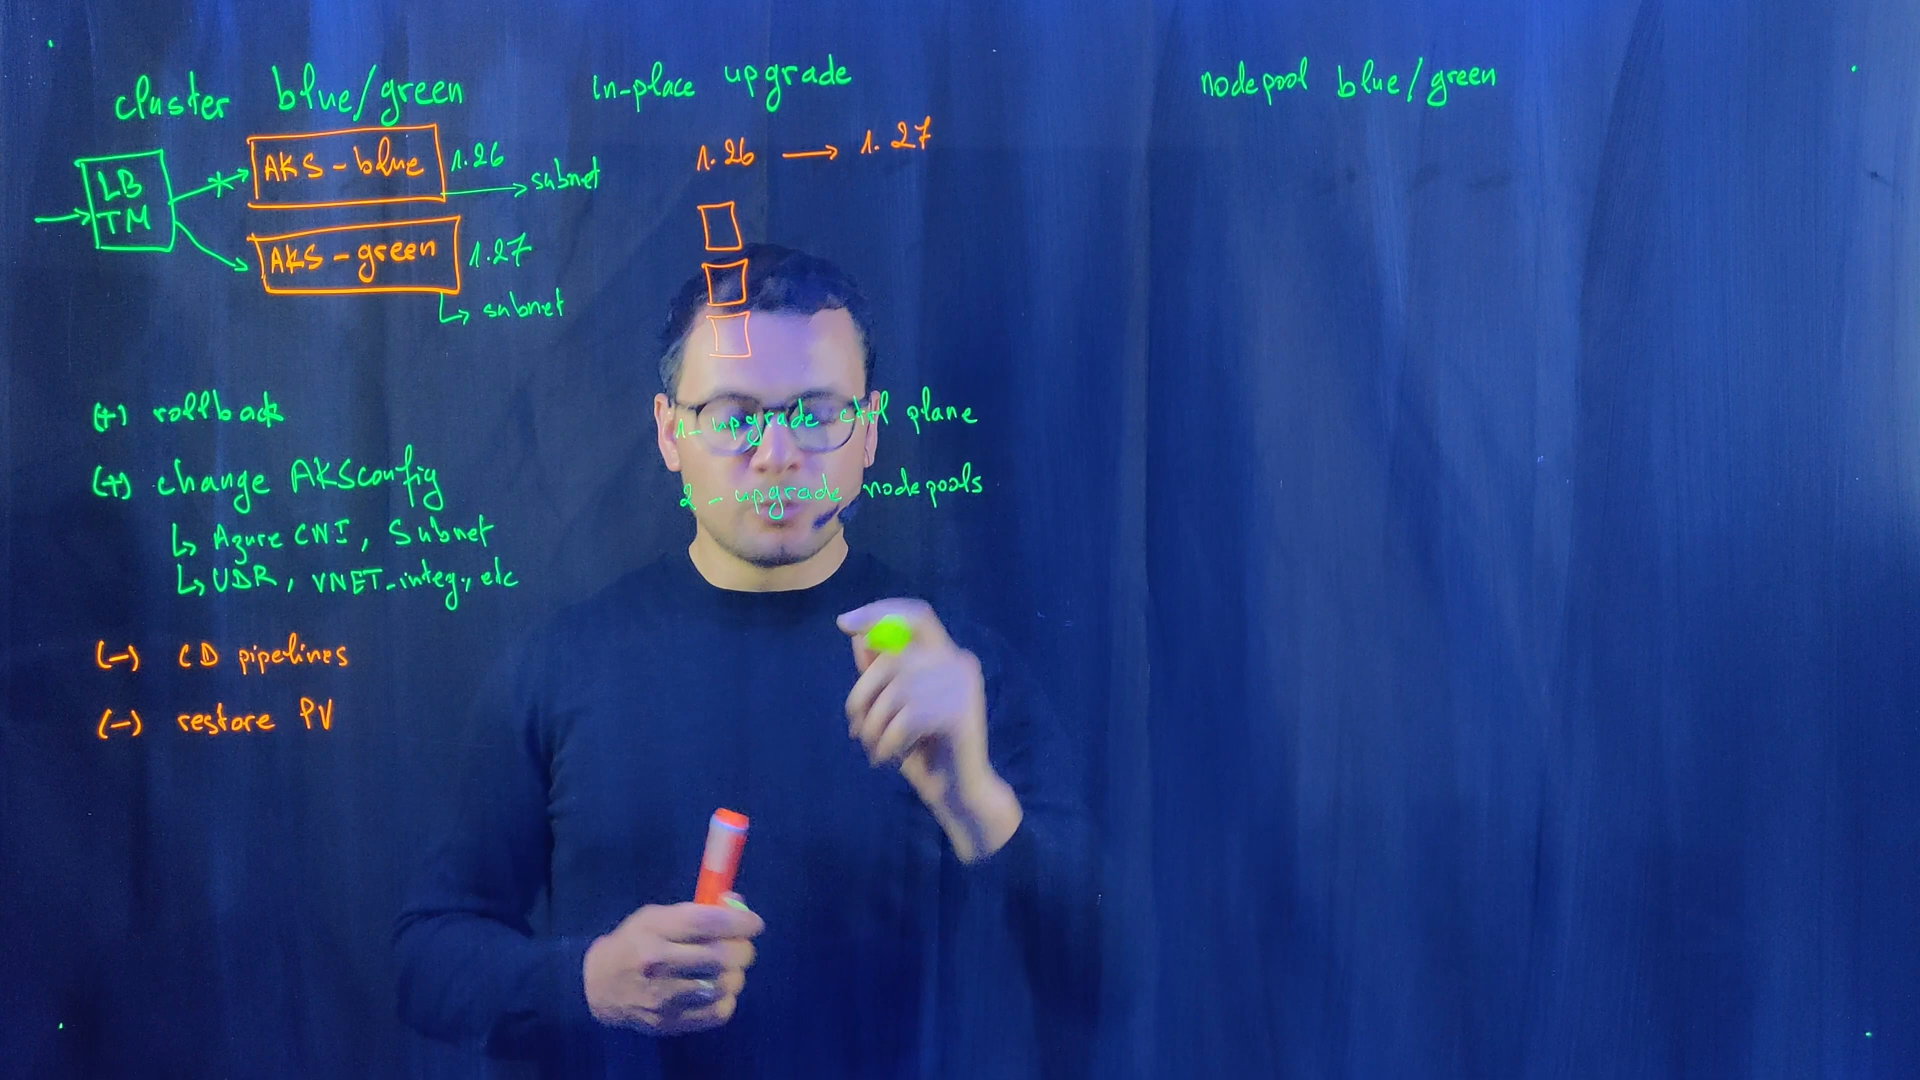 cluster blue/green
LB
TM
AKS-blue
1.26
subnet
AKS-green
1.27
subnet
(+) rollback
(+) change AKSconfig
Azure CNI, Subnet
UDR, VNET-integ., etc
(-) CD pipelines
(-) restore PV
in-place upgrade
1.26 → 1.27
1- upgrade ctrl plane
2- upgrade nodepools
nodepool blue/green